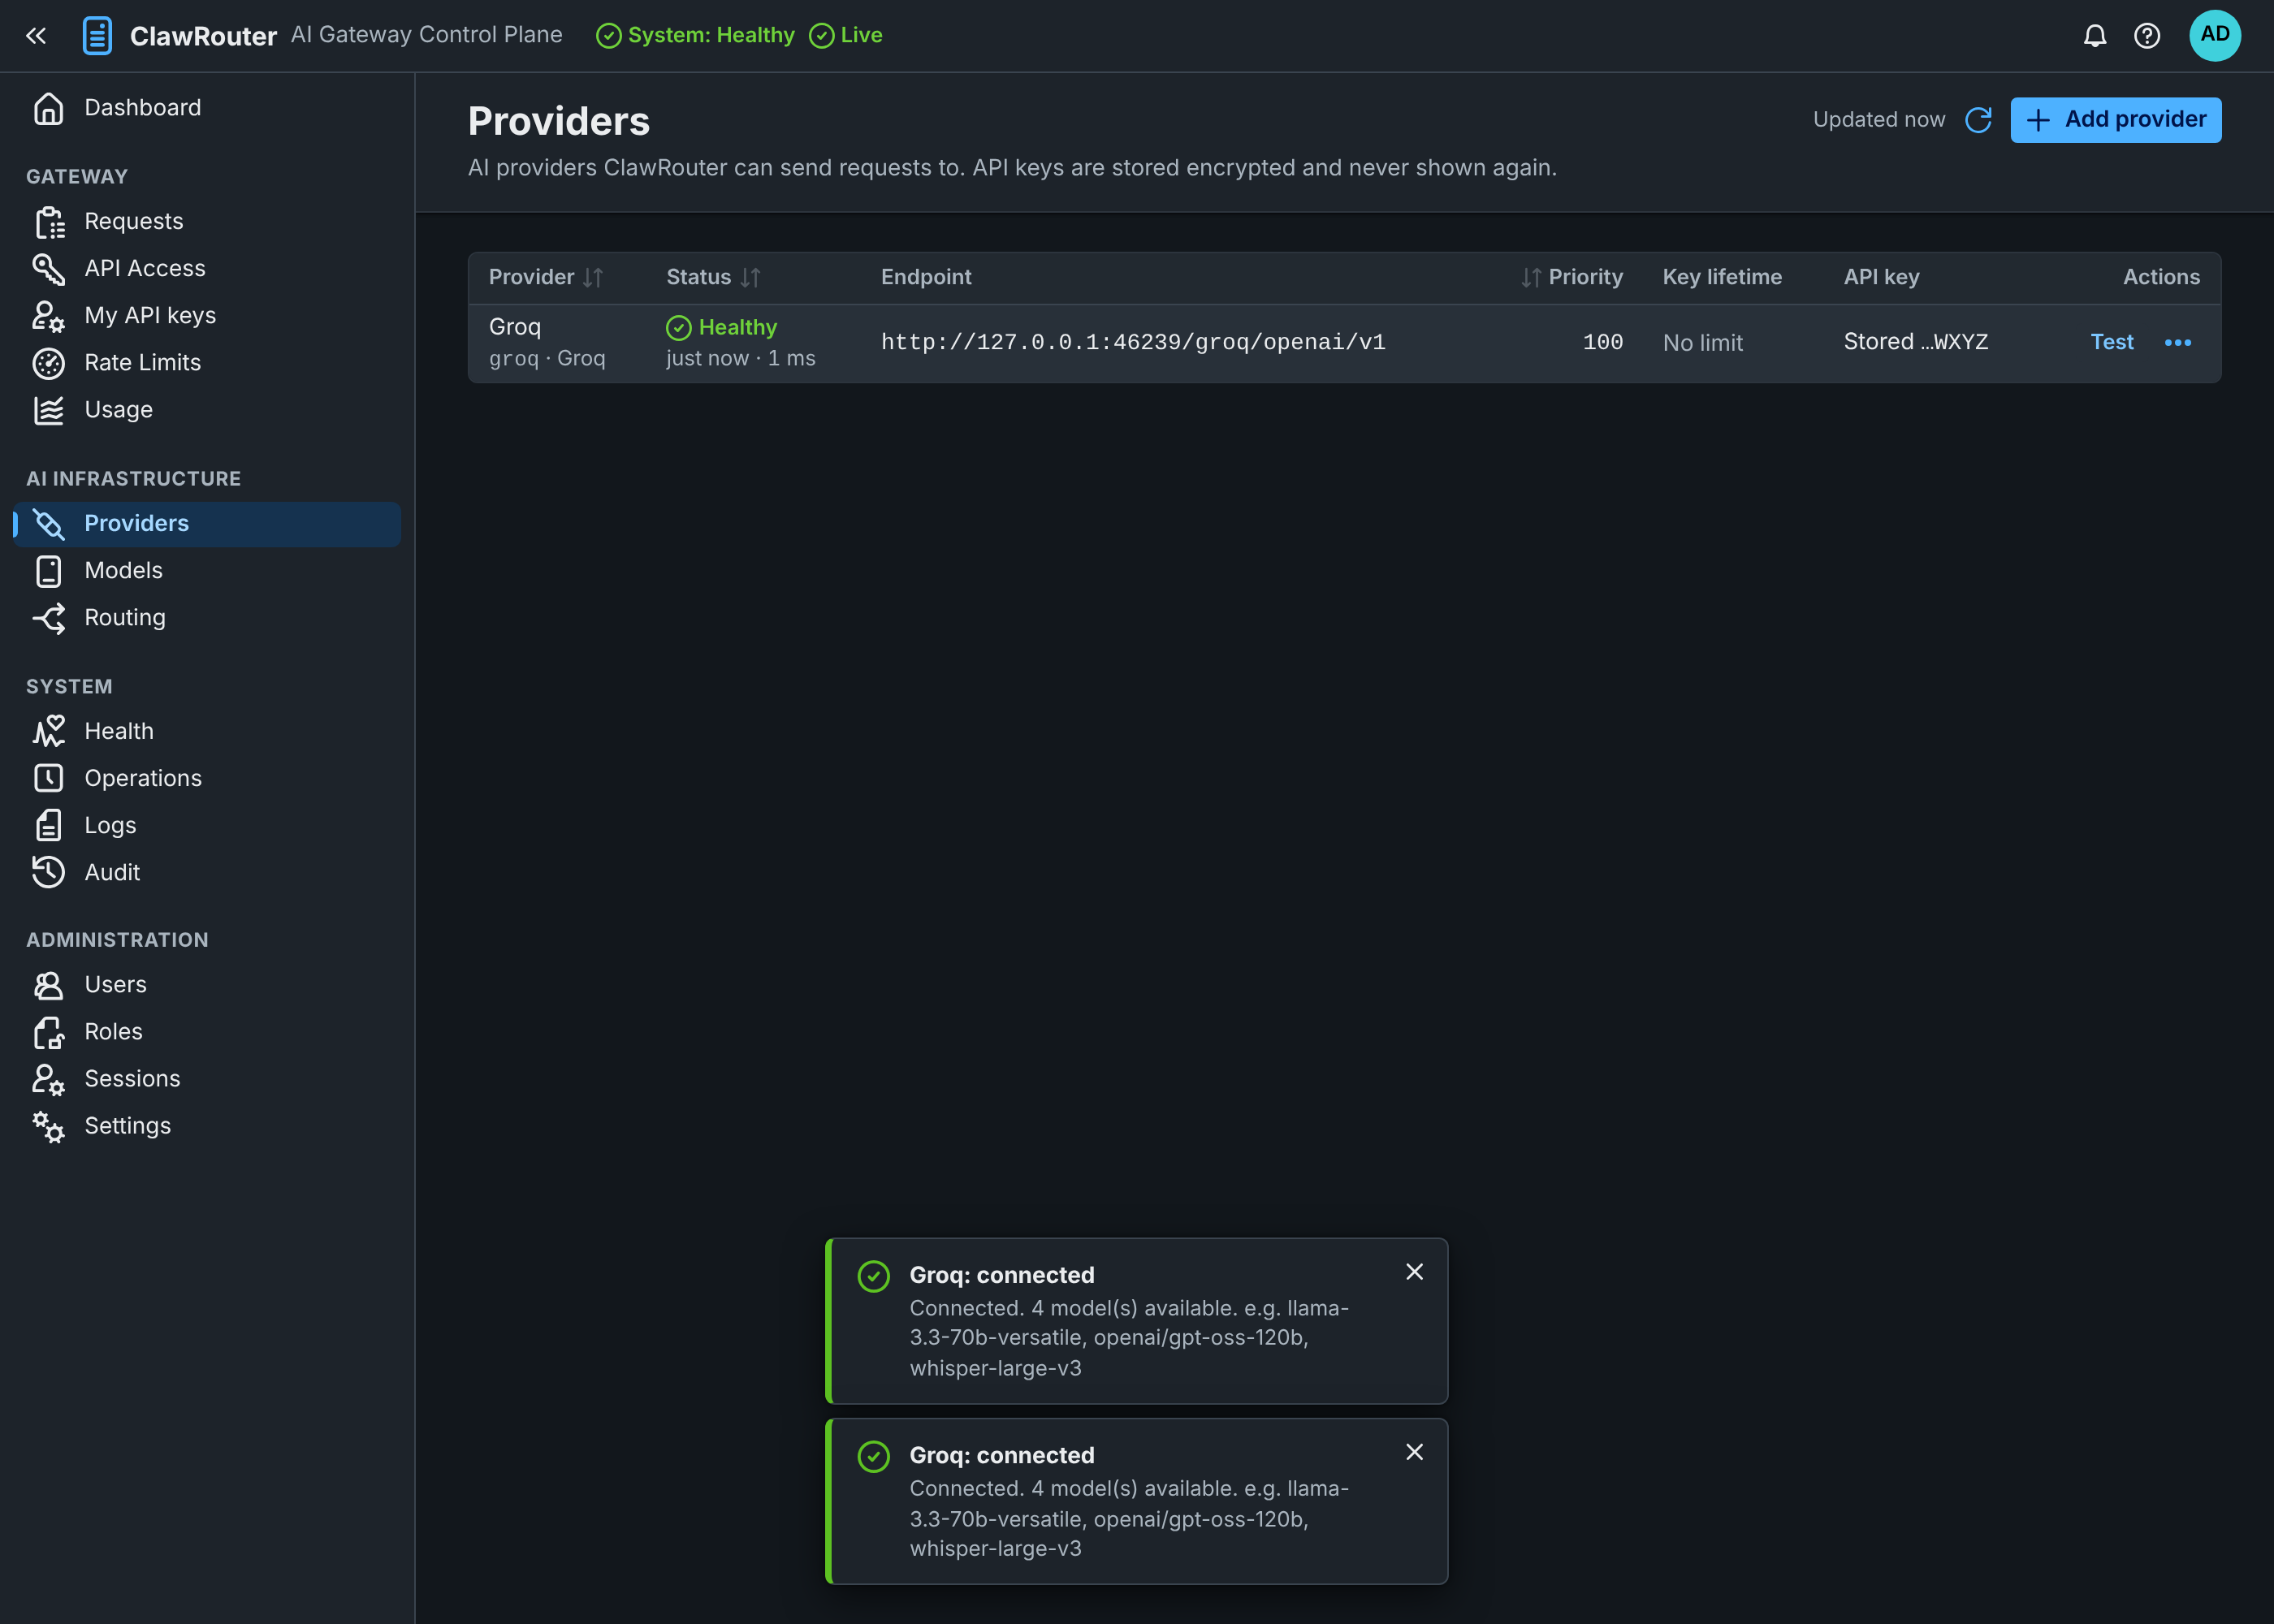 ClawRouter AI Gateway Control Plane System: Healthy Live AD
Dashboard
GATEWAY
Requests
API Access
My API keys
Rate Limits
Usage
AI INFRASTRUCTURE
Providers
Models
Routing
SYSTEM
Health
Operations
Logs
Audit
ADMINISTRATION
Users
Roles
Sessions
Settings
Providers
Updated now Add provider
AI providers ClawRouter can send requests to. API keys are stored encrypted and never shown again.
Provider Status Endpoint Priority Key lifetime API key Actions
Groq Healthy http://127.0.0.1:46239/groq/openai/v1 100 No limit Stored …WXYZ Test
groq · Groq just now · 1 ms
Groq: connected
Connected. 4 model(s) available. e.g. llama-
3.3-70b-versatile, openai/gpt-oss-120b,
whisper-large-v3
Groq: connected
Connected. 4 model(s) available. e.g. llama-
3.3-70b-versatile, openai/gpt-oss-120b,
whisper-large-v3